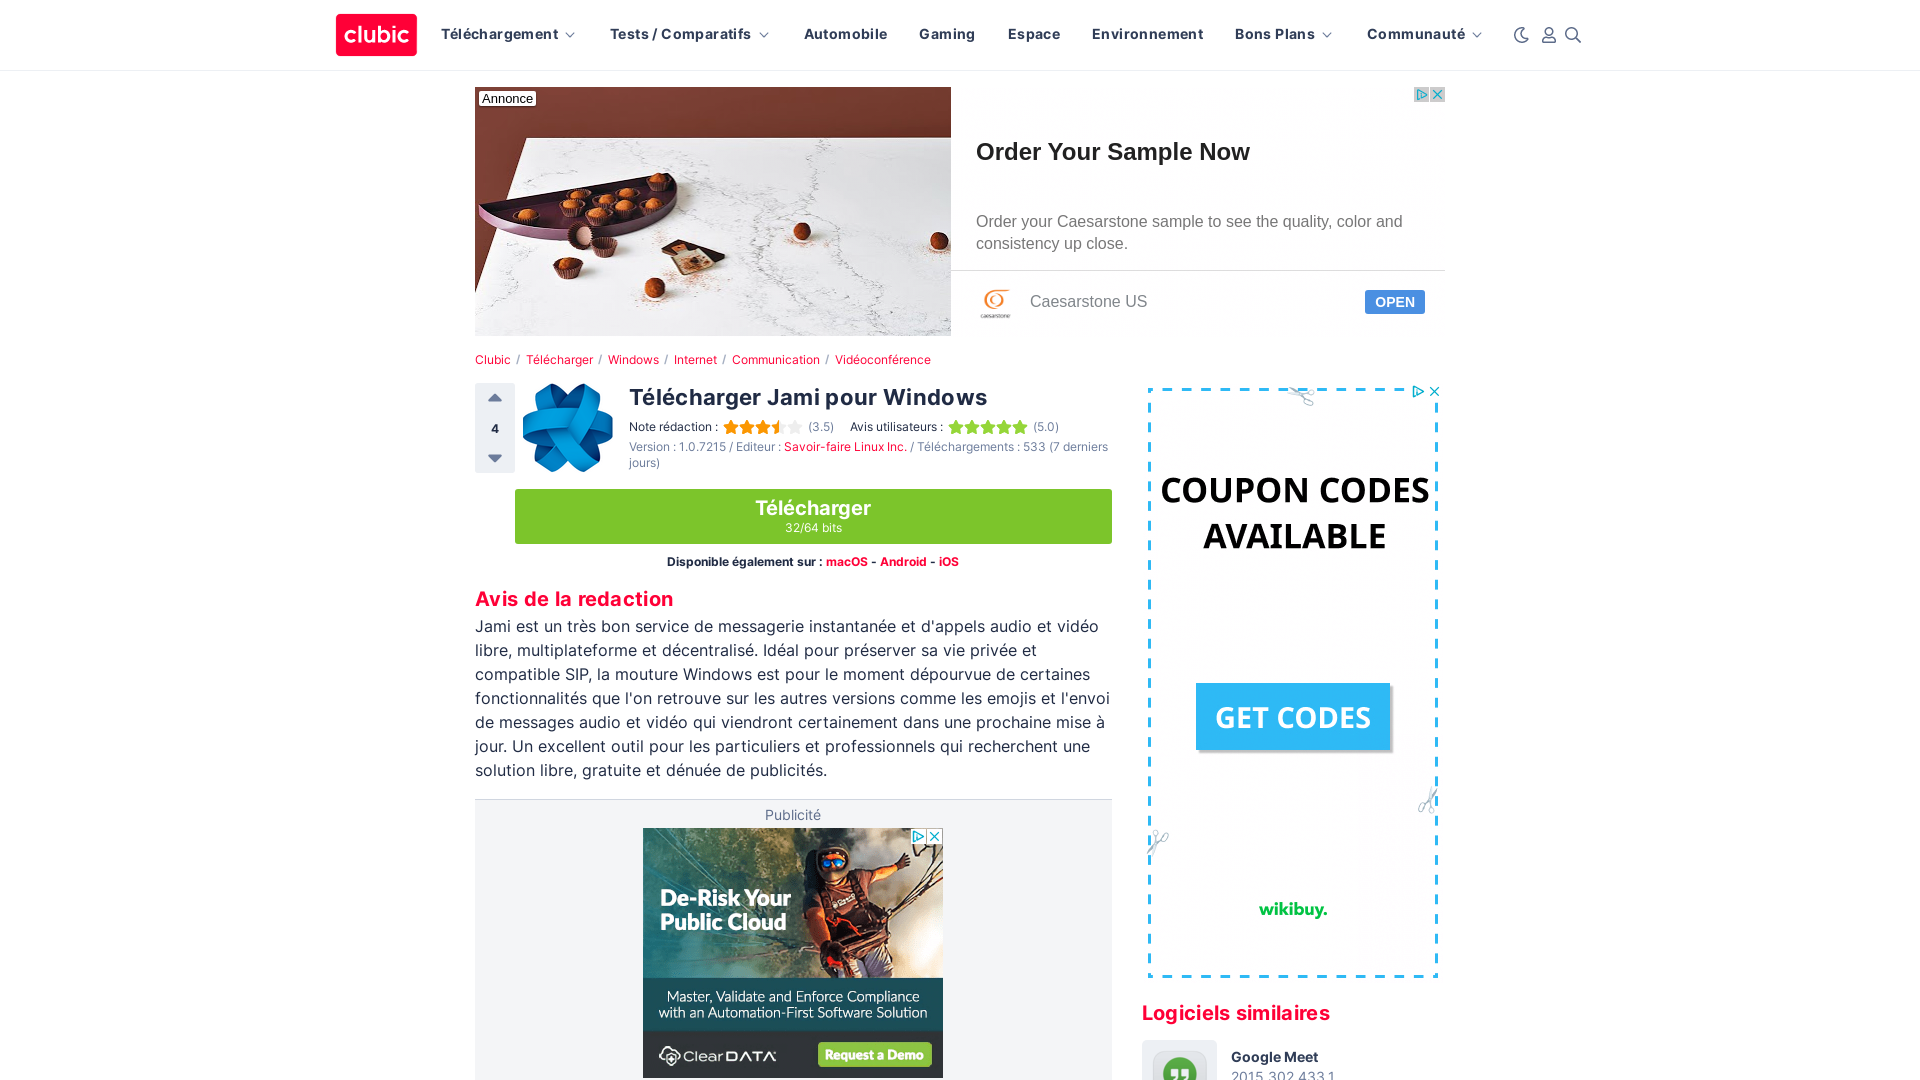 clubic
Téléchargement
Tests / Comparatifs
Automobile
Gaming
Espace
Environnement
Bons Plans
Communauté
Annonce
Order Your Sample Now
Order your Caesarstone sample to see the quality, color and
consistency up close.
caesarstone
Caesarstone US
OPEN
Clubic / Télécharger / Windows / Internet / Communication / Vidéoconférence
4
Télécharger Jami pour Windows
Note rédaction : (3.5) Avis utilisateurs : (5.0)
Version : 1.0.7215 / Editeur : Savoir-faire Linux Inc. / Téléchargements : 533 (7 derniers
jours)
Télécharger
32/64 bits
Disponible également sur : macOS - Android - iOS
Avis de la redaction
Jami est un très bon service de messagerie instantanée et d'appels audio et vidéo
libre, multiplateforme et décentralisé. Idéal pour préserver sa vie privée et
compatible SIP, la mouture Windows est pour le moment dépourvue de certaines
fonctionnalités que l'on retrouve sur les autres versions comme les emojis et l'envoi
de messages audio et vidéo qui viendront certainement dans une prochaine mise à
jour. Un excellent outil pour les particuliers et professionnels qui recherchent une
solution libre, gratuite et dénuée de publicités.
Publicité
De-Risk Your
Public Cloud
Master, Validate and Enforce Compliance
with an Automation-First Software Solution
ClearDATA
Request a Demo
COUPON CODES
AVAILABLE
GET CODES
wikibuy.
Logiciels similaires
Google Meet
2015.302.433.1